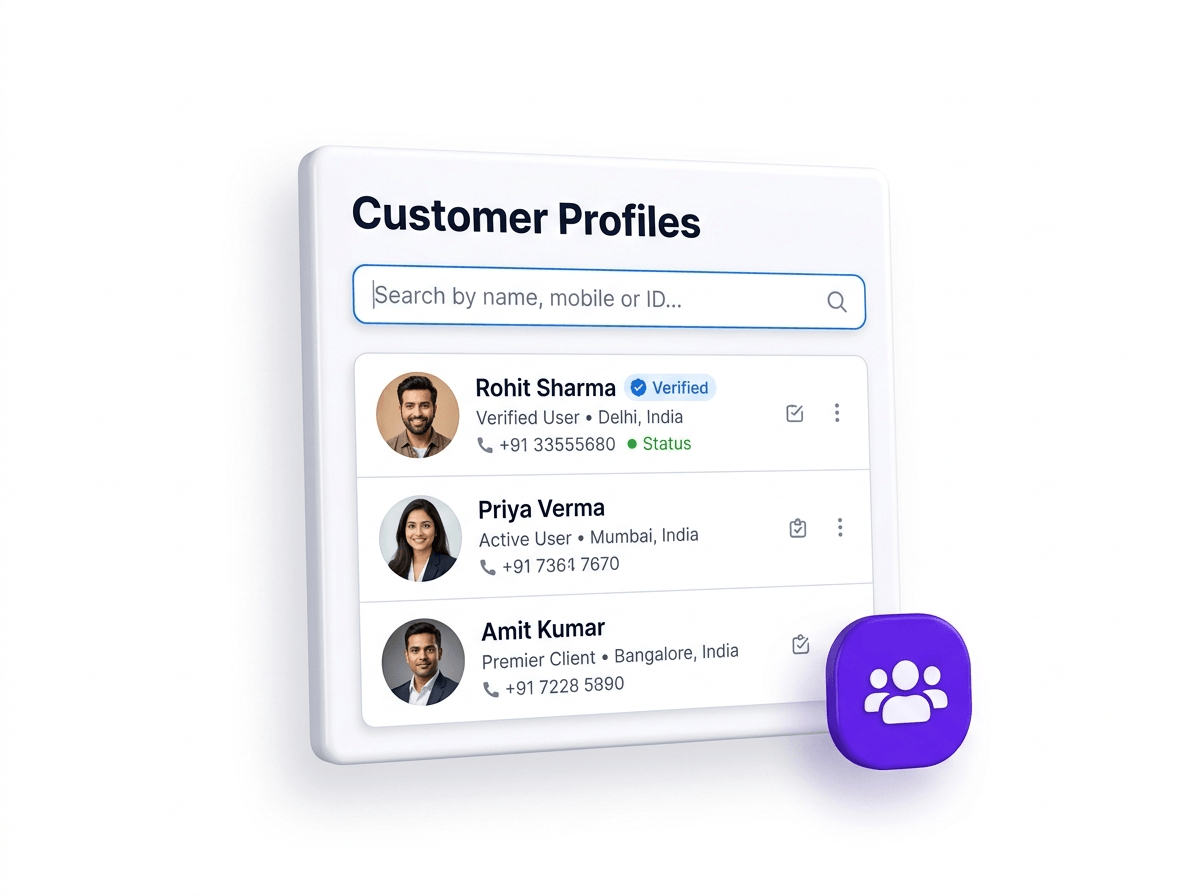 Customer Profiles
Search by name, mobile or ID...
Rohit Sharma Verified
Verified User • Delhi, India
+91 33555680 • Status
Priya Verma
Active User • Mumbai, India
+91 7361 7670
Amit Kumar
Premier Client • Bangalore, India
+91 7228 5890